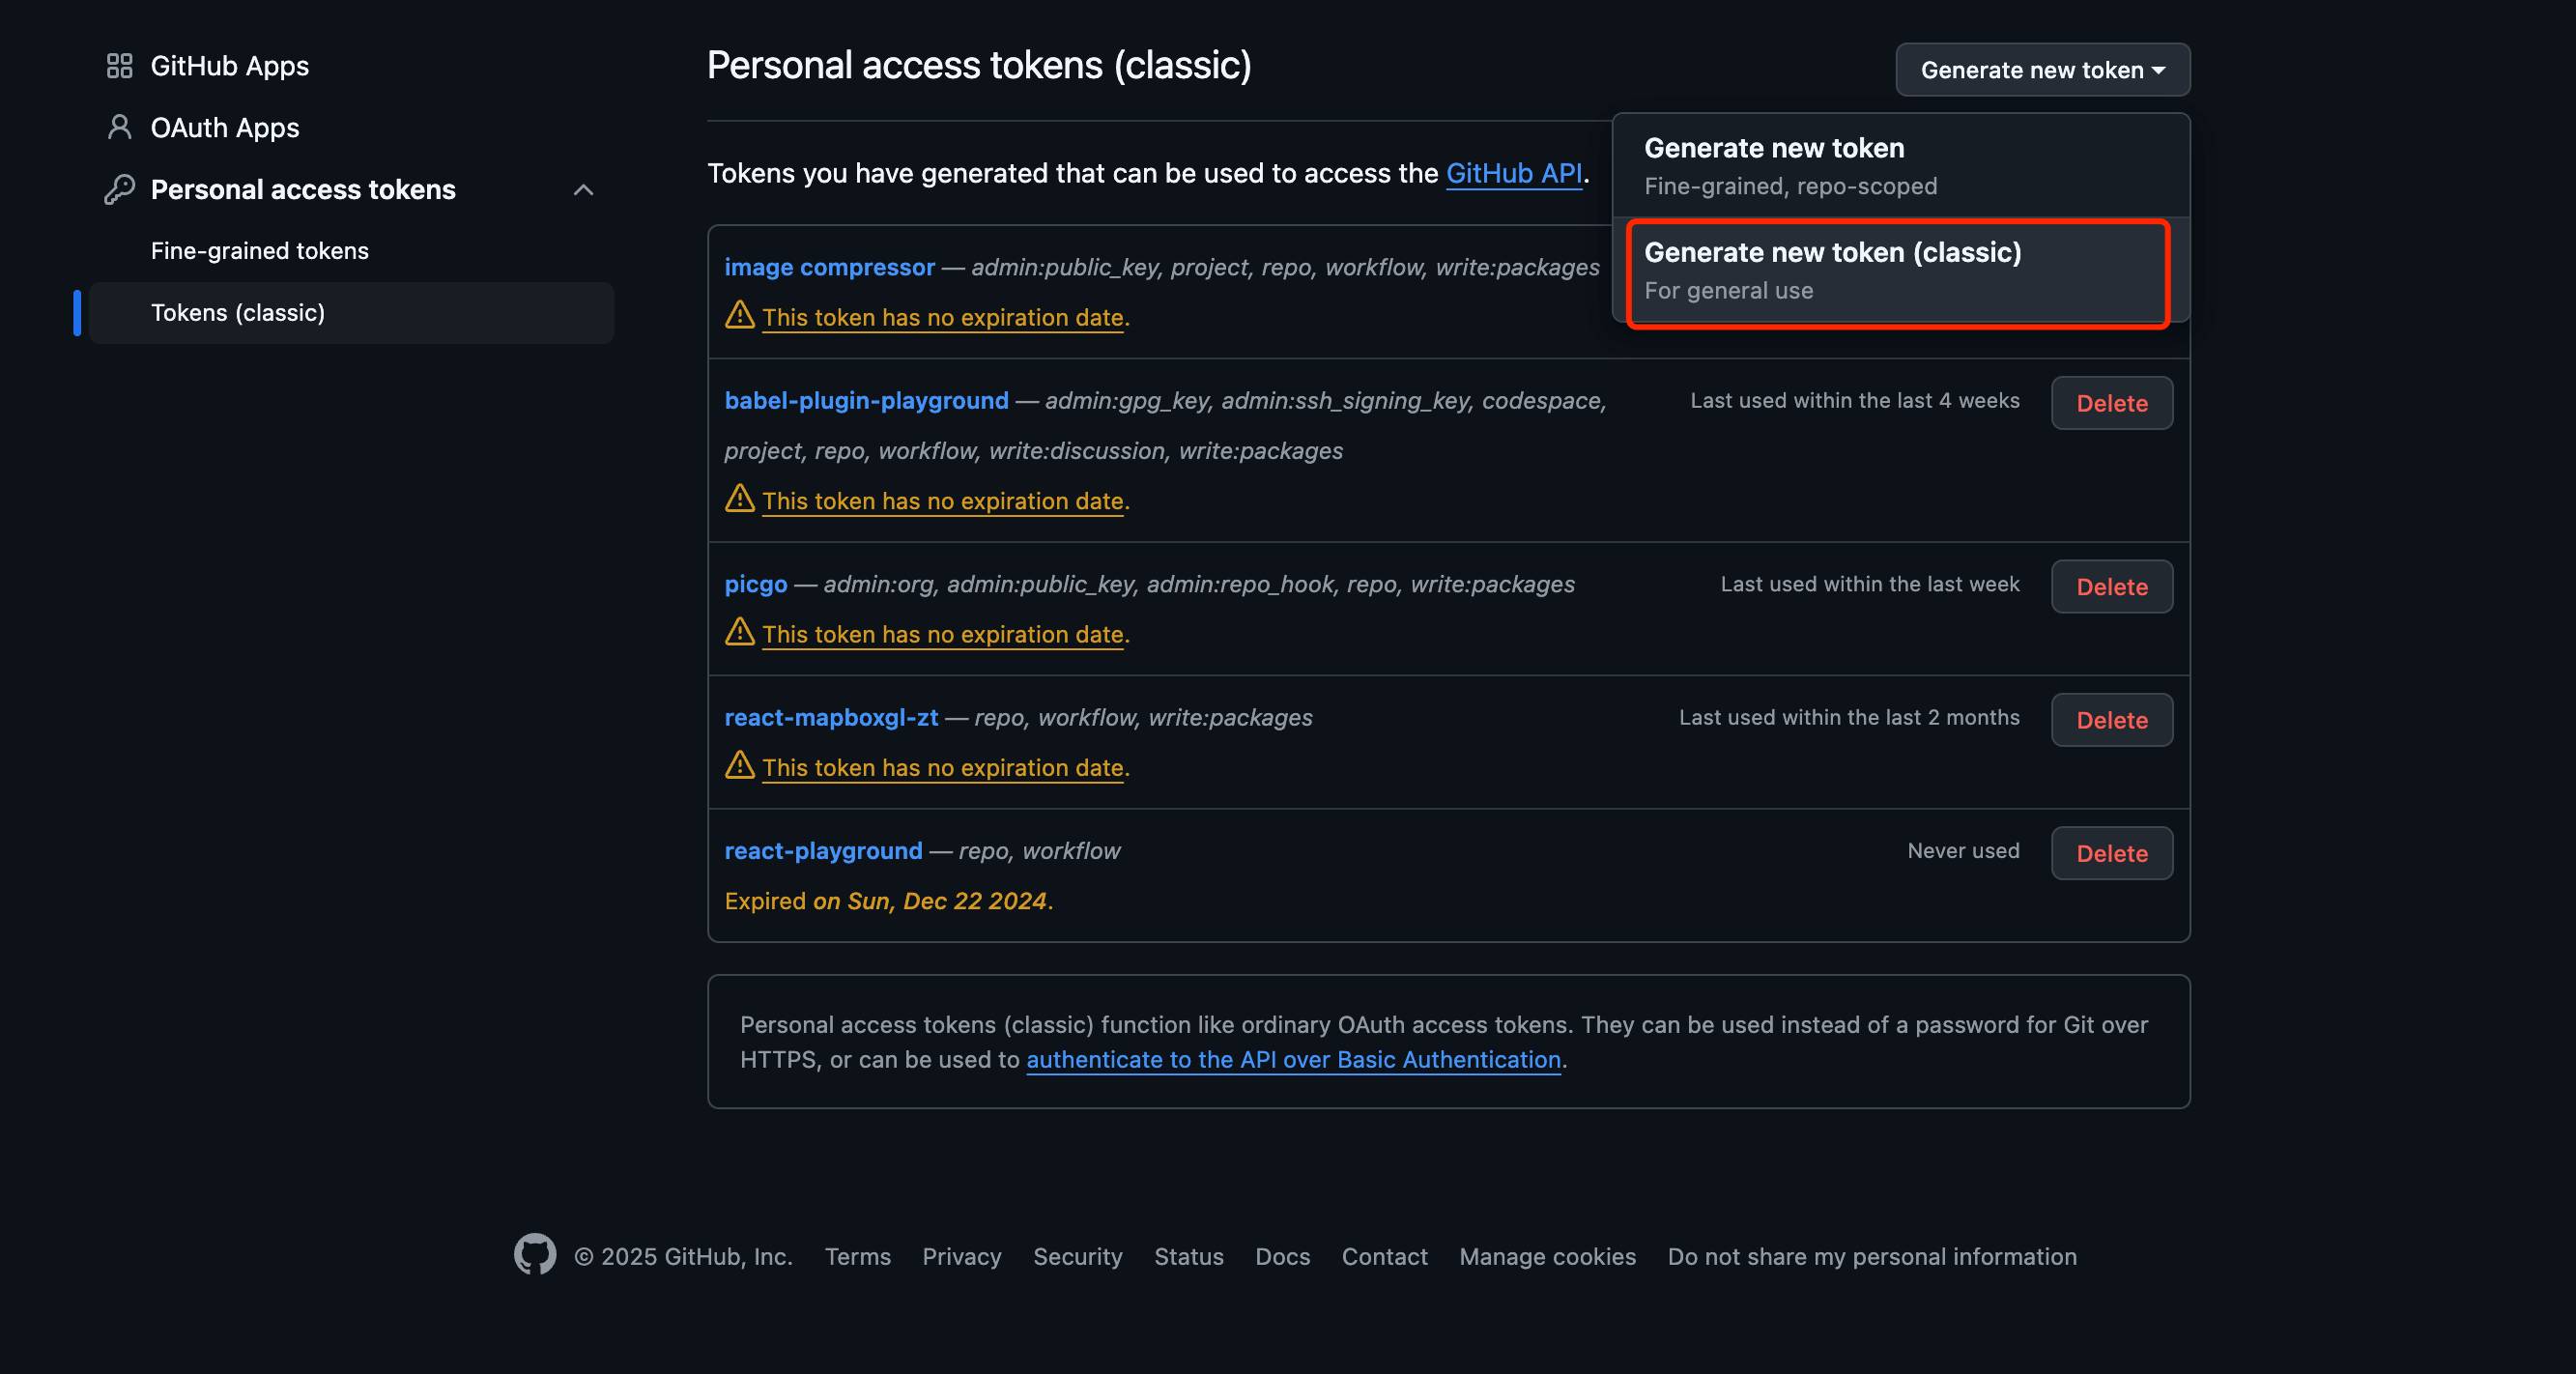 GitHub Apps
OAuth Apps
Personal access tokens
Fine-grained tokens
Tokens (classic)
Personal access tokens (classic)
Generate new token
Generate new token
Fine-grained, repo-scoped
Generate new token (classic)
For general use
Tokens you have generated that can be used to access the GitHub API.
image compressor — admin:public_key, project, repo, workflow, write:packages
This token has no expiration date.
babel-plugin-playground — admin:gpg_key, admin:ssh_signing_key, codespace,
project, repo, workflow, write:discussion, write:packages
Last used within the last 4 weeks
Delete
This token has no expiration date.
picgo — admin:org, admin:public_key, admin:repo_hook, repo, write:packages
Last used within the last week
Delete
This token has no expiration date.
react-mapboxgl-zt — repo, workflow, write:packages
Last used within the last 2 months
Delete
This token has no expiration date.
react-playground — repo, workflow
Never used
Delete
Expired on Sun, Dec 22 2024.
Personal access tokens (classic) function like ordinary OAuth access tokens. They can be used instead of a password for Git over
HTTPS, or can be used to authenticate to the API over Basic Authentication.
© 2025 GitHub, Inc. Terms Privacy Security Status Docs Contact Manage cookies Do not share my personal information